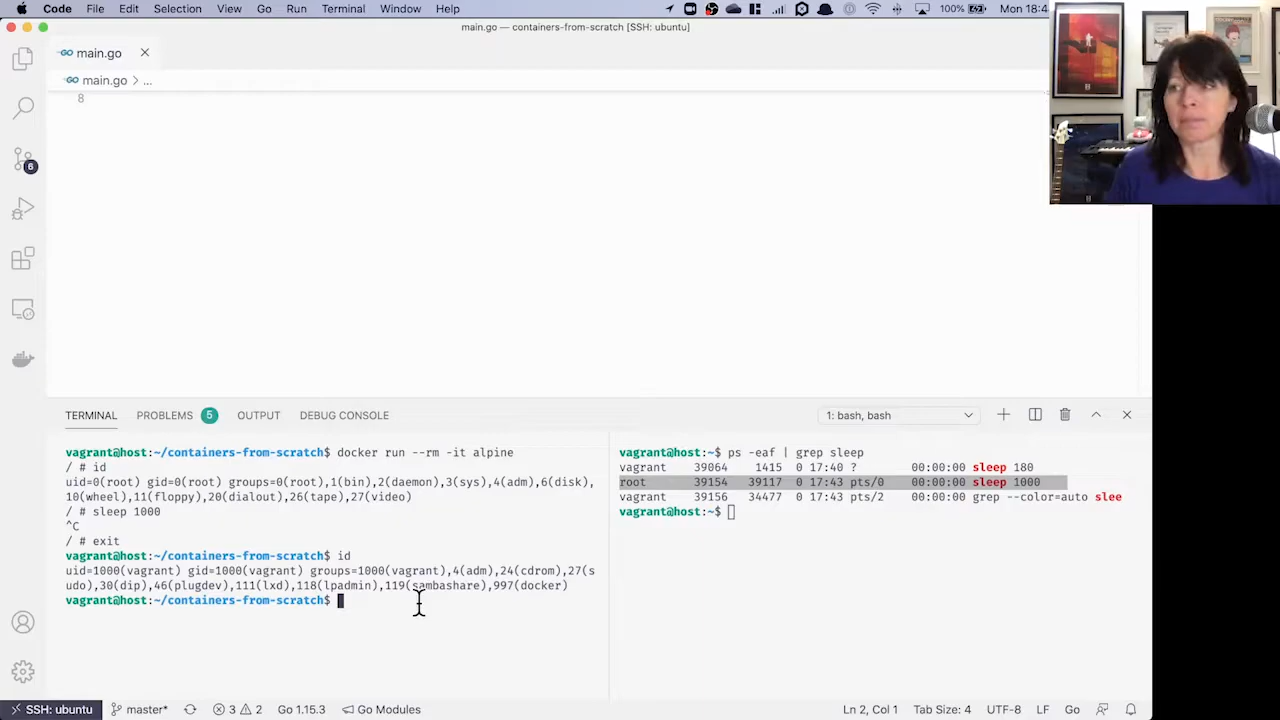 Code File Edit Selection View Go Run Terminal Window Help
100% Mon 18:4
main.go — containers-from-scratch [SSH: ubuntu]
main.go
main.go > ...
8
6
TERMINAL PROBLEMS 5 OUTPUT DEBUG CONSOLE 1: bash, bash
vagrant@host:~/containers-from-scratch$ docker run --rm -it alpine
/ # id
uid=0(root) gid=0(root) groups=0(root),1(bin),2(daemon),3(sys),4(adm),6(disk),
10(wheel),11(floppy),20(dialout),26(tape),27(video)
/ # sleep 1000
^C
/ # exit
vagrant@host:~/containers-from-scratch$ id
uid=1000(vagrant) gid=1000(vagrant) groups=1000(vagrant),4(adm),24(cdrom),27(s
udo),30(dip),46(plugdev),111(lxd),118(lpadmin),119(sambashare),997(docker)
vagrant@host:~/containers-from-scratch$
vagrant@host:~$ ps -eaf | grep sleep
vagrant 39064 1415 0 17:40 ? 00:00:00 sleep 180
root 39154 39117 0 17:43 pts/0 00:00:00 sleep 1000
vagrant 39156 34477 0 17:43 pts/2 00:00:00 grep --color=auto slee
vagrant@host:~$
SSH: ubuntu master* 3 2 Go 1.15.3 Go Modules Ln 2, Col 1 Tab Size: 4 UTF-8 LF Go